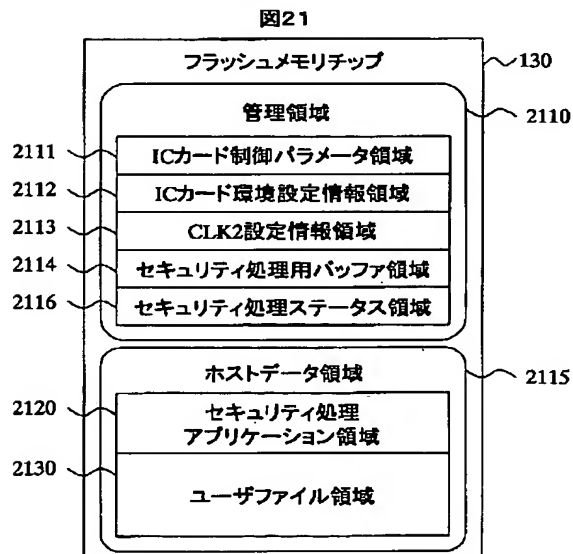 図21
フラッシュメモリチップ
130
管理領域
2110
2111
ICカード制御パラメータ領域
2112
ICカード環境設定情報領域
2113
CLK2設定情報領域
2114
セキュリティ処理用バッファ領域
2116
セキュリティ処理ステータス領域
ホストデータ領域
2115
2120
セキュリティ処理
アプリケーション領域
2130
ユーザファイル領域